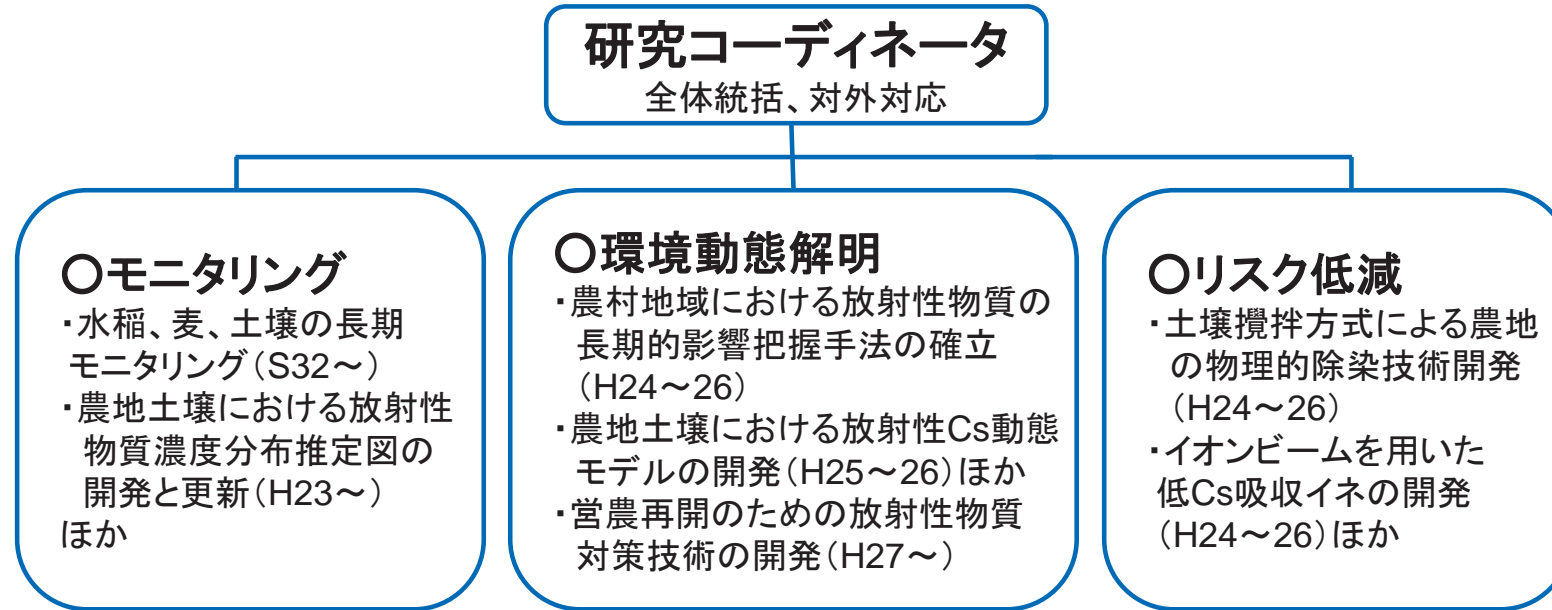 研究コーディネータ
全体統括、対外対応
〇モニタリング
・水稲、麦、土壌の長期
モニタリング(S32～)
・農地土壌における放射性
物質濃度分布推定図の
開発と更新(H23～)
ほか
〇環境動態解明
・農村地域における放射性物質の
長期的影響把握手法の確立
(H24～26)
・農地土壌における放射性Cs動態
モデルの開発(H25～26)ほか
・営農再開のための放射性物質
対策技術の開発(H27～)
〇リスク低減
・土壌攪拌方式による農地
の物理的除染技術開発
(H24～26)
・イオンビームを用いた
低Cs吸収イネの開発
(H24～26)ほか